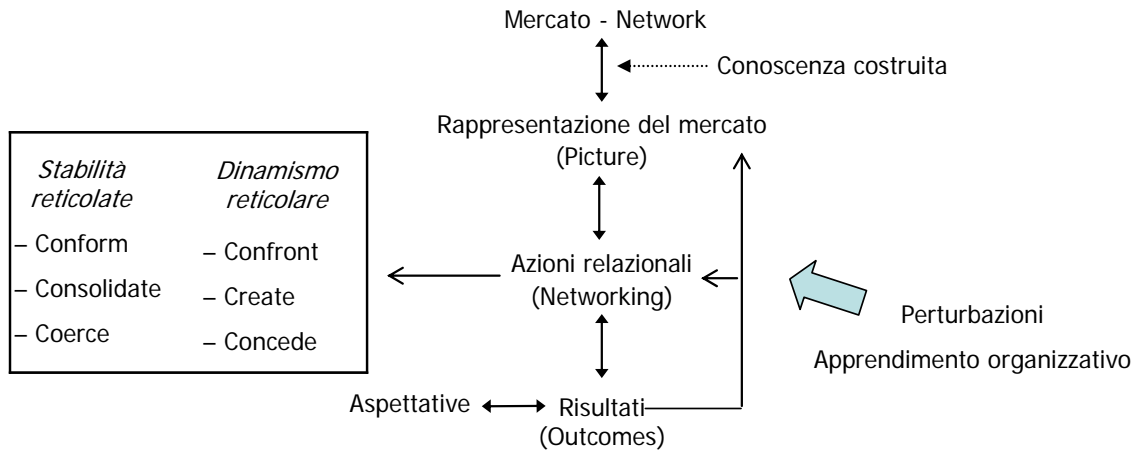 Mercato - Network
Conoscenza costruita
Rappresentazione del mercato
(Picture)
Stabilità
reticolate
– Conform
– Consolidate
– Coerce
Dinamismo
reticolare
– Confront
– Create
– Concede
Azioni relazionali
(Networking)
Perturbazioni
Apprendimento organizzativo
Aspettative
Risultati
(Outcomes)